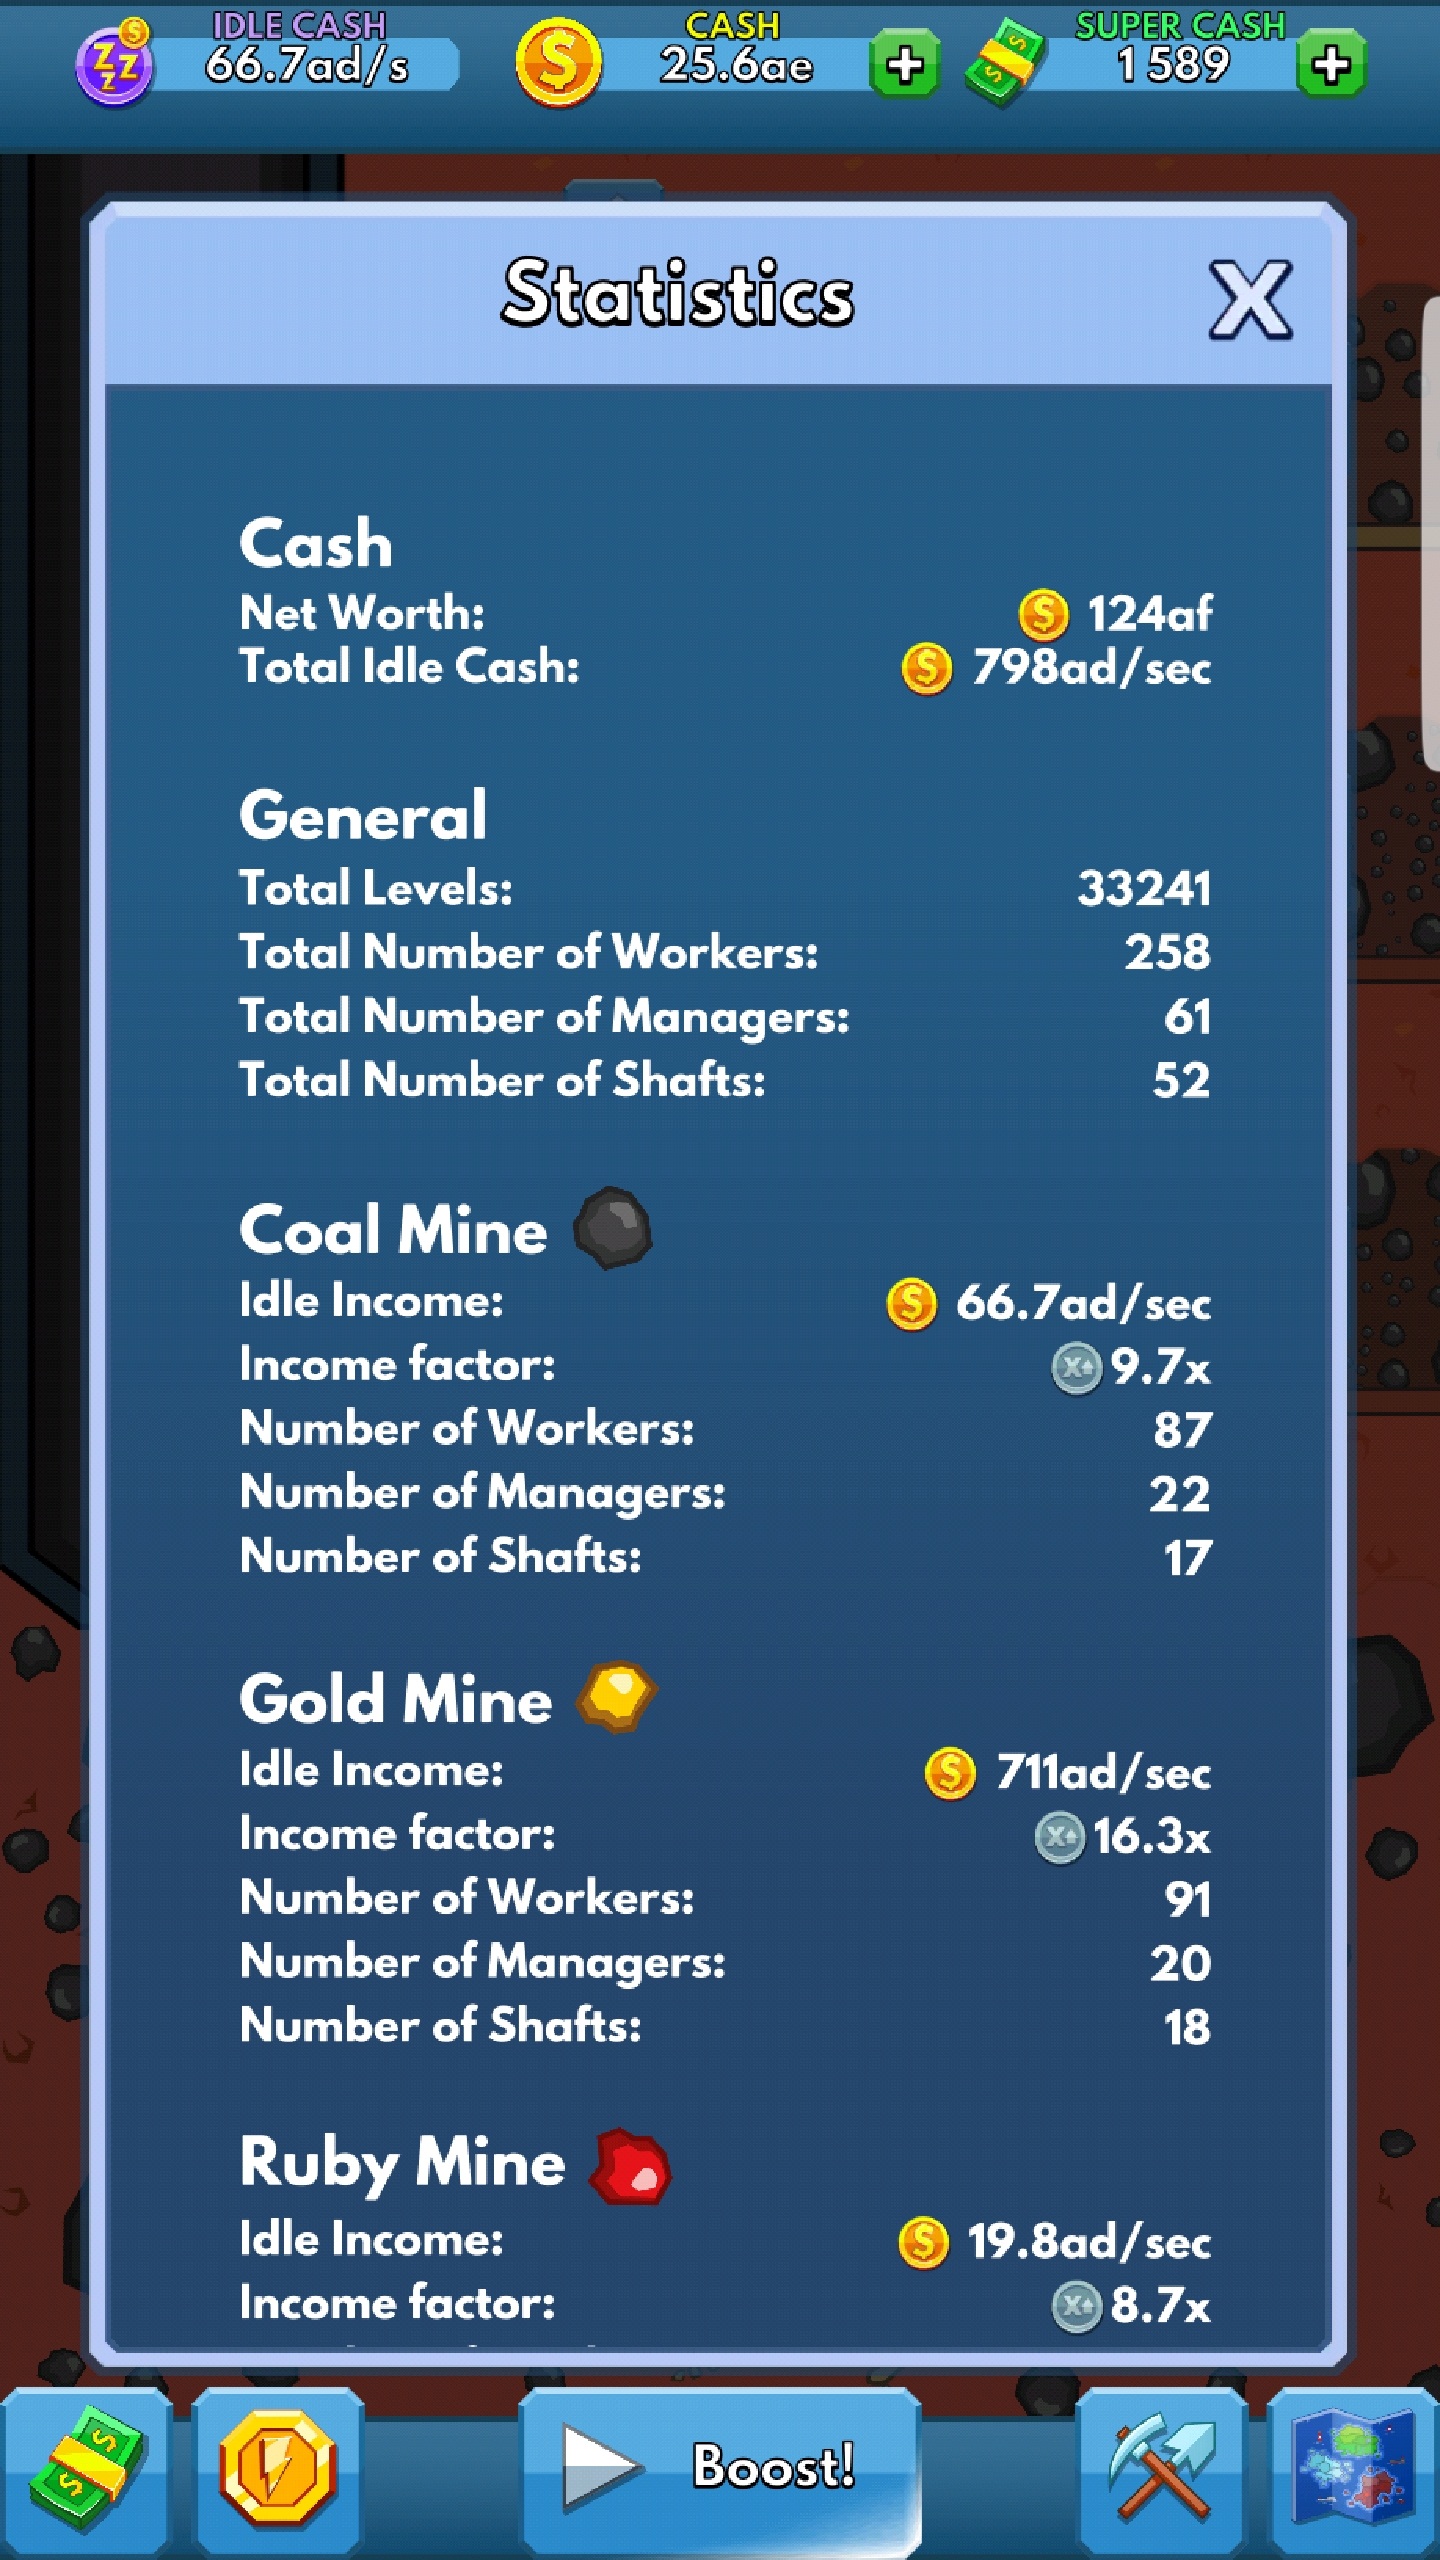 IDLE CASH CASH SUPER CASH
66.7ad/s 25.6ae 1 589
Statistics X
Cash
Net Worth: 124af
Total Idle Cash: 798ad/sec
General
Total Levels: 33241
Total Number of Workers: 258
Total Number of Managers: 61
Total Number of Shafts: 52
Coal Mine
Idle Income: 66.7ad/sec
Income factor: 9.7x
Number of Workers: 87
Number of Managers: 22
Number of Shafts: 17
Gold Mine
Idle Income: 711ad/sec
Income factor: 16.3x
Number of Workers: 91
Number of Managers: 20
Number of Shafts: 18
Ruby Mine
Idle Income: 19.8ad/sec
Income factor: 8.7x
Boost!